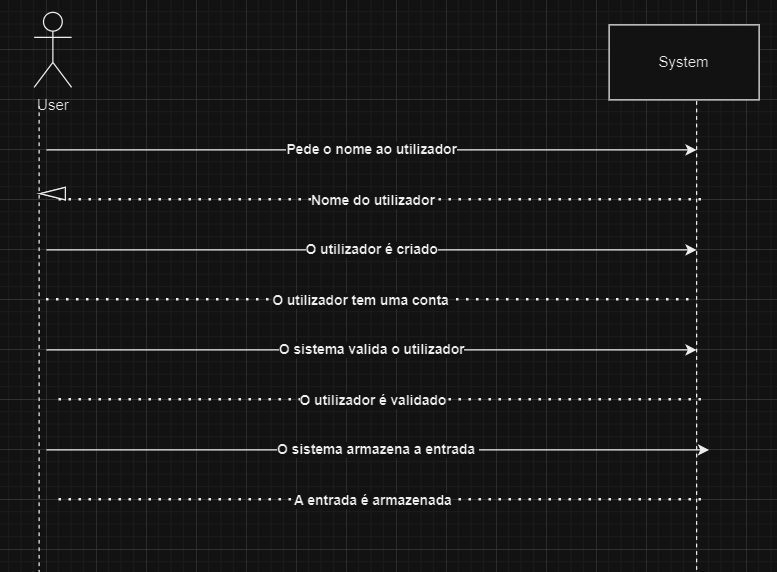 User
System
Pede o nome ao utilizador
Nome do utilizador
O utilizador é criado
O utilizador tem uma conta
O sistema valida o utilizador
O utilizador é validado
O sistema armazena a entrada
A entrada é armazenada